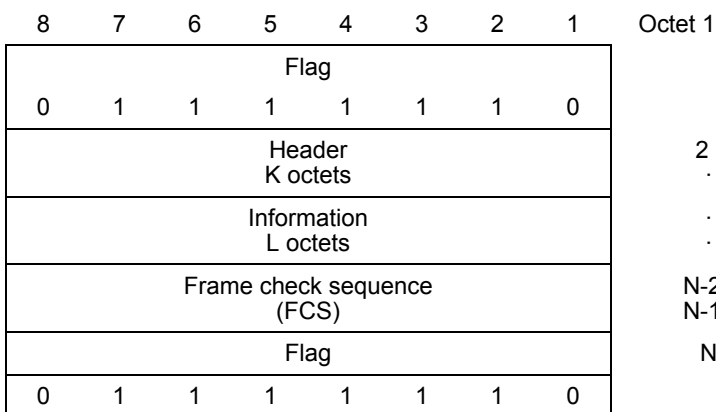 8 7 6 5 4 3 2 1 Octet 1
Flag
0 1 1 1 1 1 1 0
Header 2
K octets .
Information .
L octets .
Frame check sequence N-2
(FCS) N-1
Flag N
0 1 1 1 1 1 1 0